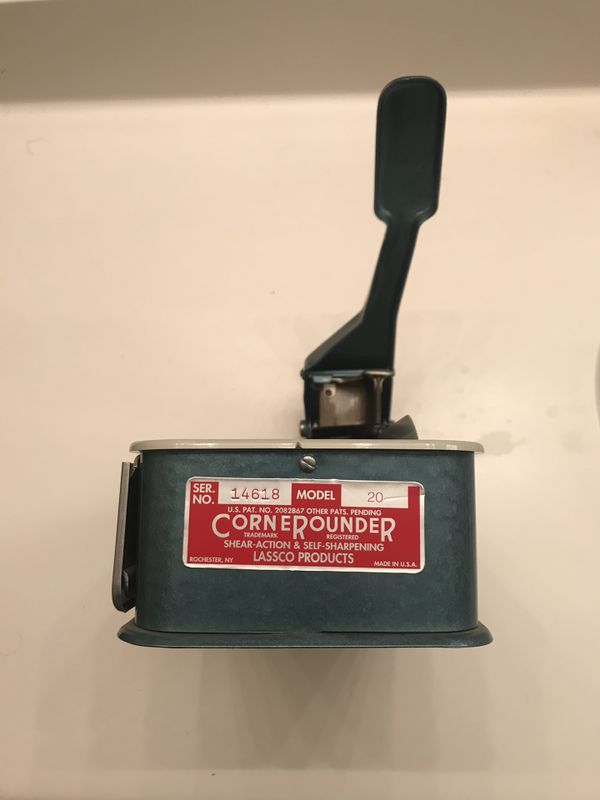 SER. NO. 14618 MODEL 20
U.S. PAT. NO. 2082867 OTHER PATS. PENDING
CORNEROUNDER
TRADEMARK REGISTERED
SHEAR-ACTION & SELF-SHARPENING
ROCHESTER, NY LASSCO PRODUCTS MADE IN U.S.A.